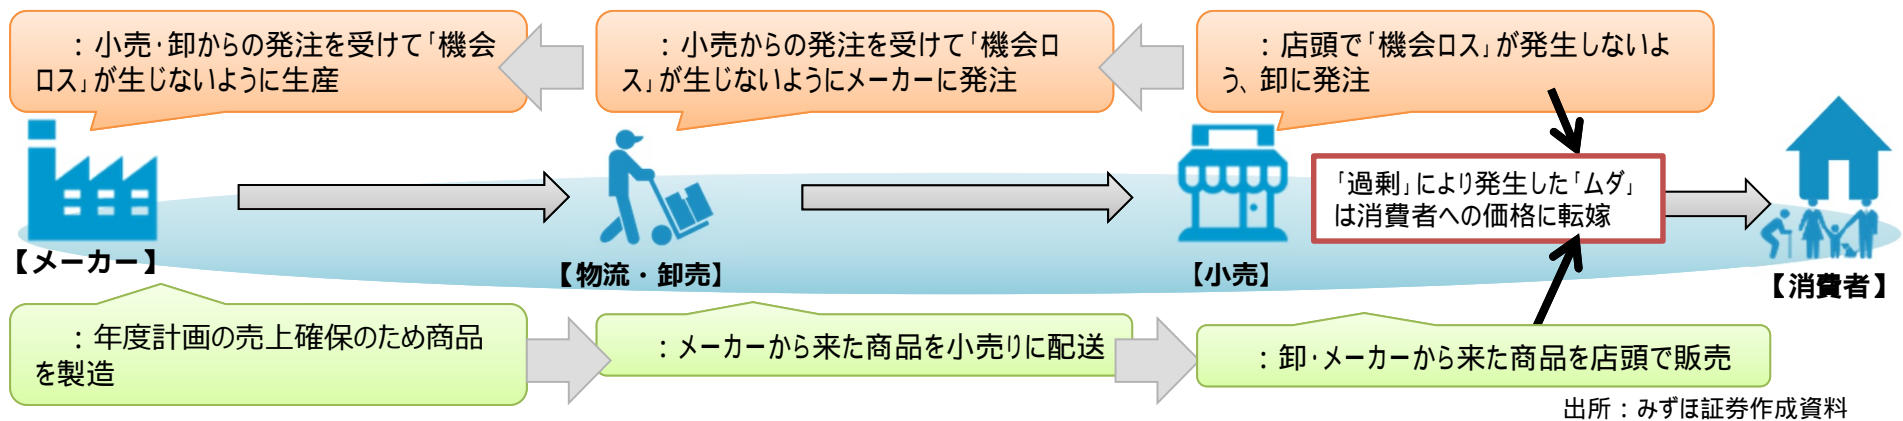 ：小売・卸からの発注を受けて「機会
ロス」が生じないように生産
：小売からの発注を受けて「機会ロ
ス」が生じないようにメーカーに発注
：店頭で「機会ロス」が発生しないよ
う、卸に発注
「過剰」により発生した「ムダ」
は消費者への価格に転嫁
【メーカー】
【物流・卸売】
【小売】
【消費者】
：年度計画の売上確保のため商品
を製造
：メーカーから来た商品を小売りに配送
：卸・メーカーから来た商品を店頭で販売
出所：みずほ証券作成資料